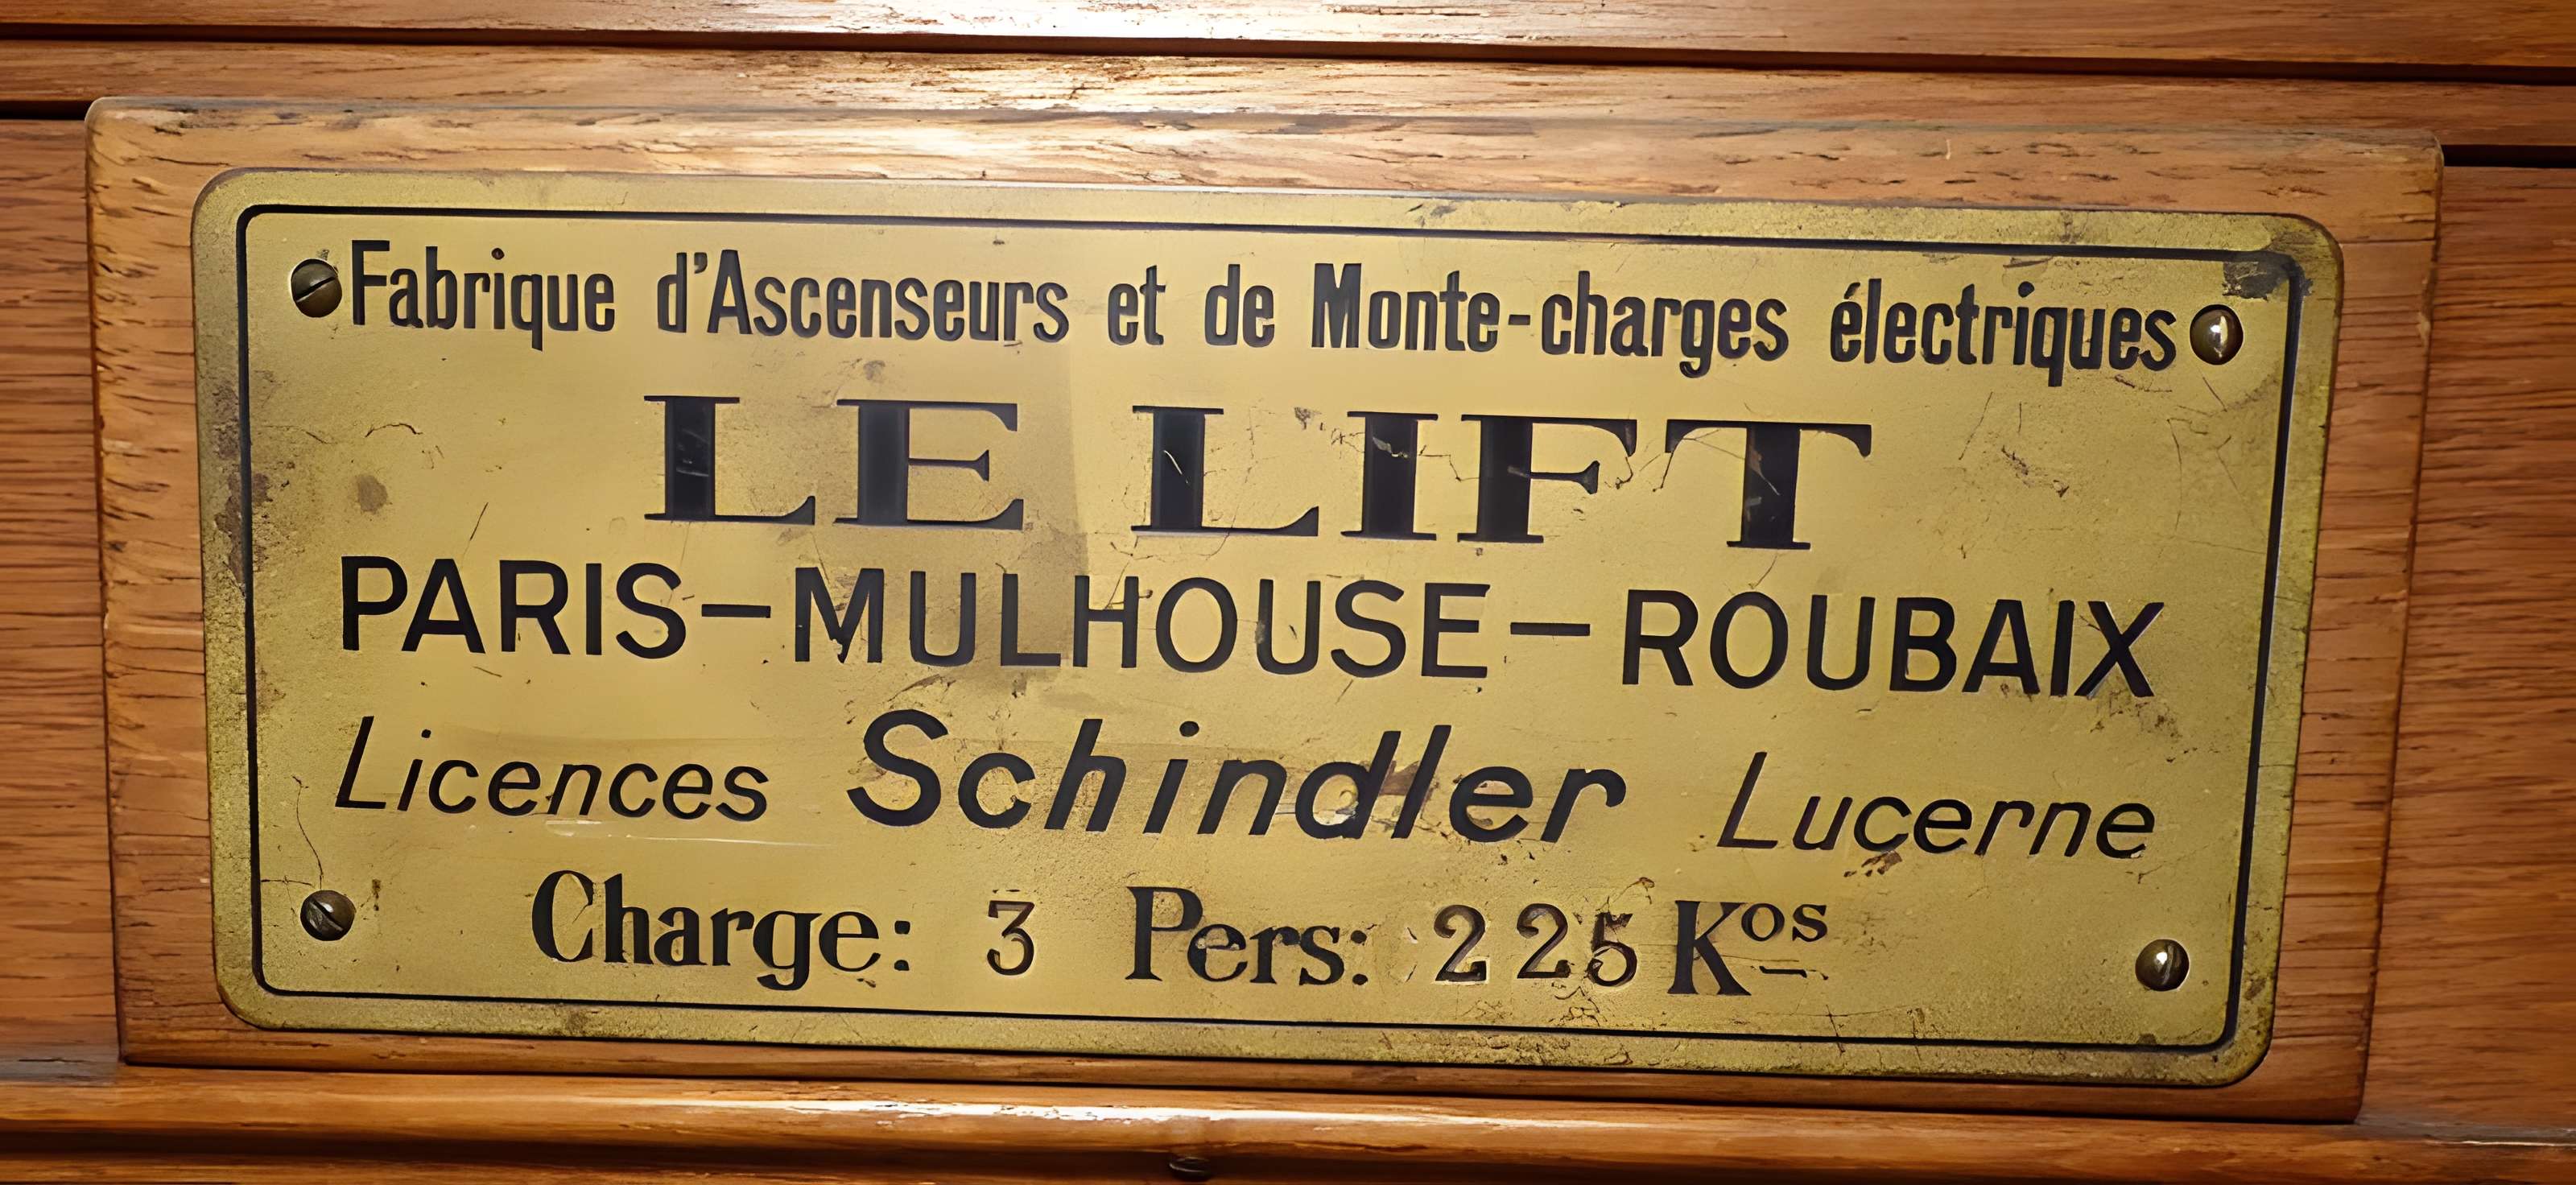 Fabrique d'Ascenseurs et de Monte-charges électriques
LE LIFT
PARIS-MULHOUSE-ROUBAIX
Licences Schindler Lucerne
Charge: 3 Pers: 225 Kos